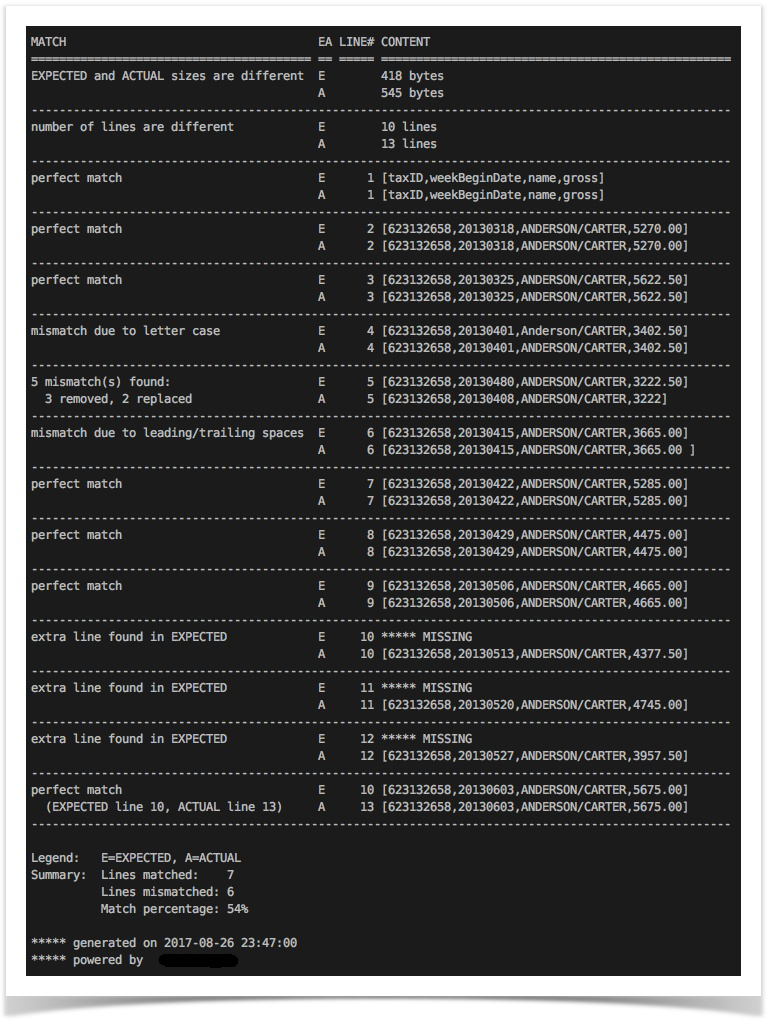 MATCH                                    EA LINE# CONTENT
======================================== == ===== ==================================================
EXPECTED and ACTUAL sizes are different  E        418 bytes
                                         A        545 bytes
----------------------------------------------------------------------------------------------------
number of lines are different            E        10 lines
                                         A        13 lines
----------------------------------------------------------------------------------------------------
perfect match                            E      1 [taxID,weekBeginDate,name,gross]
                                         A      1 [taxID,weekBeginDate,name,gross]
----------------------------------------------------------------------------------------------------
perfect match                            E      2 [623132658,20130318,ANDERSON/CARTER,5270.00]
                                         A      2 [623132658,20130318,ANDERSON/CARTER,5270.00]
----------------------------------------------------------------------------------------------------
perfect match                            E      3 [623132658,20130325,ANDERSON/CARTER,5622.50]
                                         A      3 [623132658,20130325,ANDERSON/CARTER,5622.50]
----------------------------------------------------------------------------------------------------
mismatch due to letter case              E      4 [623132658,20130401,Anderson/CARTER,3402.50]
                                         A      4 [623132658,20130401,ANDERSON/CARTER,3402.50]
----------------------------------------------------------------------------------------------------
5 mismatch(s) found:                     E      5 [623132658,20130480,ANDERSON/CARTER,3222.50]
  3 removed, 2 replaced                  A      5 [623132658,20130408,ANDERSON/CARTER,3222]
----------------------------------------------------------------------------------------------------
mismatch due to leading/trailing spaces  E      6 [623132658,20130415,ANDERSON/CARTER,3665.00]
                                         A      6 [623132658,20130415,ANDERSON/CARTER,3665.00 ]
----------------------------------------------------------------------------------------------------
perfect match                            E      7 [623132658,20130422,ANDERSON/CARTER,5285.00]
                                         A      7 [623132658,20130422,ANDERSON/CARTER,5285.00]
----------------------------------------------------------------------------------------------------
perfect match                            E      8 [623132658,20130429,ANDERSON/CARTER,4475.00]
                                         A      8 [623132658,20130429,ANDERSON/CARTER,4475.00]
----------------------------------------------------------------------------------------------------
perfect match                            E      9 [623132658,20130506,ANDERSON/CARTER,4665.00]
                                         A      9 [623132658,20130506,ANDERSON/CARTER,4665.00]
----------------------------------------------------------------------------------------------------
extra line found in EXPECTED             E     10 ***** MISSING
                                         A     10 [623132658,20130513,ANDERSON/CARTER,4377.50]
----------------------------------------------------------------------------------------------------
extra line found in EXPECTED             E     11 ***** MISSING
                                         A     11 [623132658,20130520,ANDERSON/CARTER,4745.00]
----------------------------------------------------------------------------------------------------
extra line found in EXPECTED             E     12 ***** MISSING
                                         A     12 [623132658,20130527,ANDERSON/CARTER,3957.50]
----------------------------------------------------------------------------------------------------
perfect match                            E     10 [623132658,20130603,ANDERSON/CARTER,5675.00]
  (EXPECTED line 10, ACTUAL line 13)     A     13 [623132658,20130603,ANDERSON/CARTER,5675.00]
----------------------------------------------------------------------------------------------------
Legend:   E=EXPECTED, A=ACTUAL
Summary:  Lines matched:    7
          Lines mismatched: 6
          Match percentage: 54%
***** generated on 2017-08-26 23:47:00
***** powered by